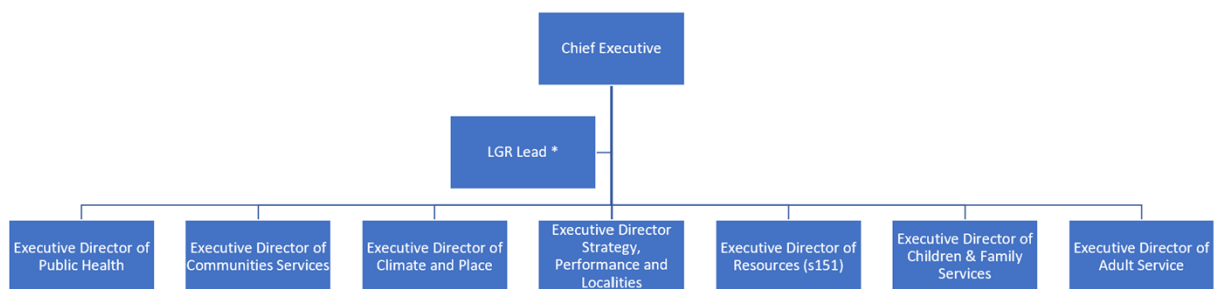 Chief Executive
LGR Lead *
Executive Director of
Public Health
Executive Director of
Communities Services
Executive Director of
Climate and Place
Executive Director
Strategy,
Performance and
Localities
Executive Director of
Resources (s151)
Executive Director of
Children & Family
Services
Executive Director of
Adult Service